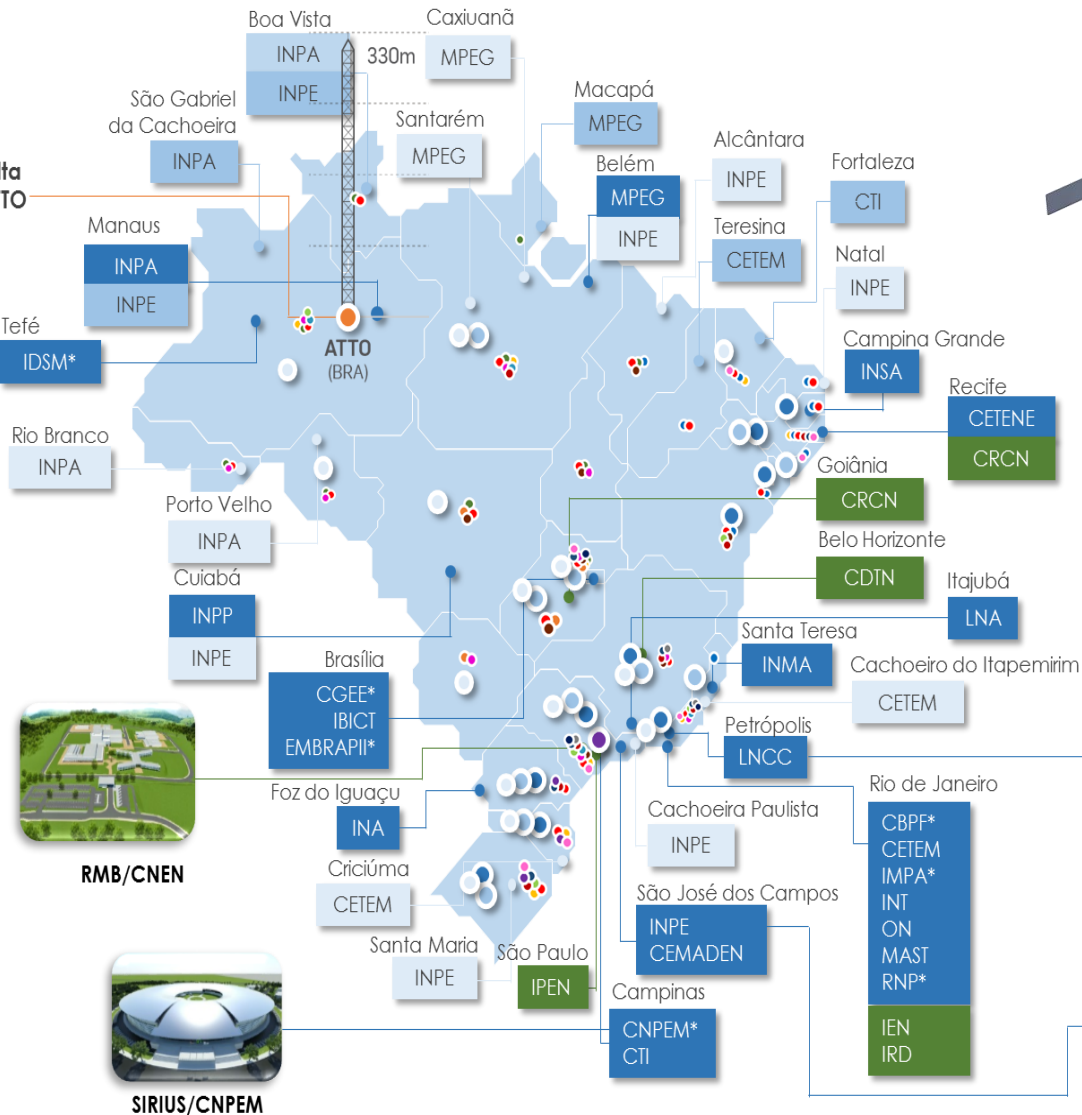 Boa Vista
INPA
INPE
330m
Caxiuanã
MPEG
São Gabriel
da Cachoeira
INPA
Santarém
MPEG
Macapá
MPEG
Belém
MPEG
INPE
Alcântara
INPE
Fortaleza
CTI
Teresina
CETEM
Natal
INPE
Manaus
INPA
INPE
Tefé
IDSM*
ATTO
(BRA)
Campina Grande
INSA
Recife
CETENE
CRCN
Rio Branco
INPA
Porto Velho
INPA
Goiânia
CRCN
Belo Horizonte
CDTN
Itajubá
LNA
Cuiabá
INPP
INPE
Santa Teresa
INMA
Brasília
CGEE*
IBICT
EMBRAPII*
Cachoeiro do Itapemirim
CETEM
Petrópolis
LNCC
RMB/CNEN
Foz do Iguaçu
INA
Cachoeira Paulista
INPE
Rio de Janeiro
CBPF*
CETEM
IMPA*
INT
ON
MAST
RNP*
IEN
IRD
Criciúma
CETEM
São José dos Campos
INPE
CEMADEN
Santa Maria
INPE
São Paulo
IPEN
Campinas
CNPEM*
CTI
SIRIUS/CNPEM